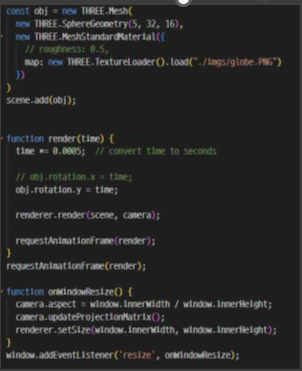 const obj = new THREE.Mesh(
new THREE.SphereGeometry(5, 32, 16),
new THREE.MeshStandardMaterial({
// roughness: 0.5,
map: new THREE.TextureLoader().load("./imgs/globe.PNG")
})
)
scene.add(obj);
function render(time) {
time *= 0.0005; // convert time to seconds
// obj.rotation.x = time;
obj.rotation.y = time;
renderer.render(scene, camera);
requestAnimationFrame(render);
}
requestAnimationFrame(render);
function onWindowResize() {
camera.aspect = window.innerWidth / window.innerHeight;
camera.updateProjectionMatrix();
renderer.setSize(window.innerWidth, window.innerHeight);
}
window.addEventListener('resize', onWindowResize);